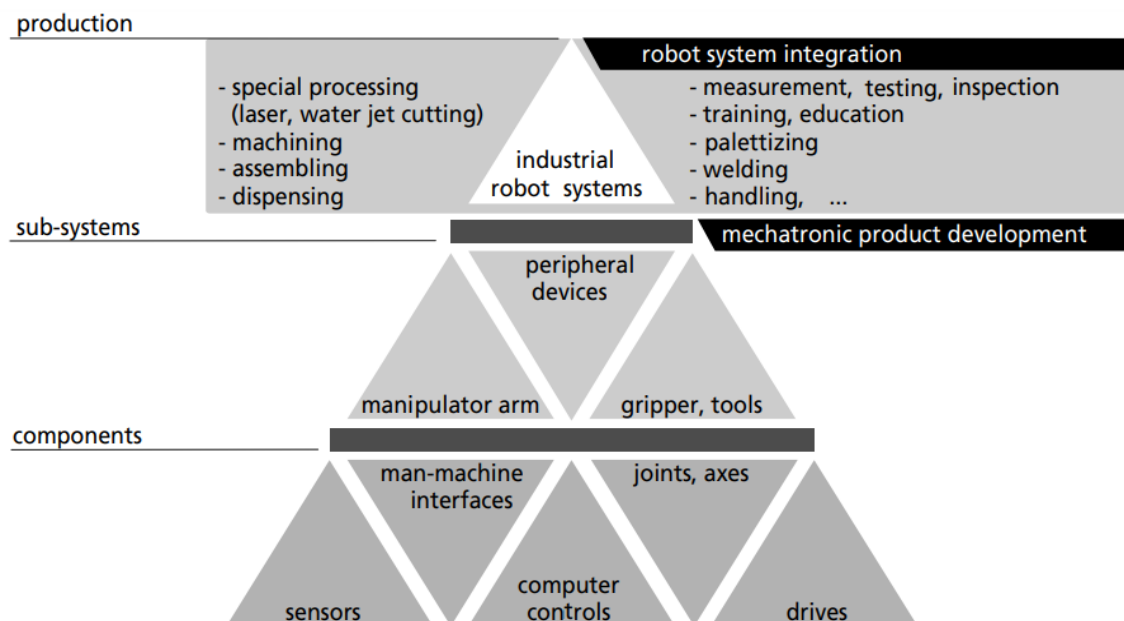 production
robot system integration
- special processing
(laser, water jet cutting)
- machining
- assembling
- dispensing
industrial
robot systems
- measurement, testing, inspection
- training, education
- palettizing
- welding
- handling, ...
sub-systems
mechatronic product development
peripheral
devices
manipulator arm
gripper, tools
components
man-machine
interfaces
joints, axes
sensors
computer
controls
drives